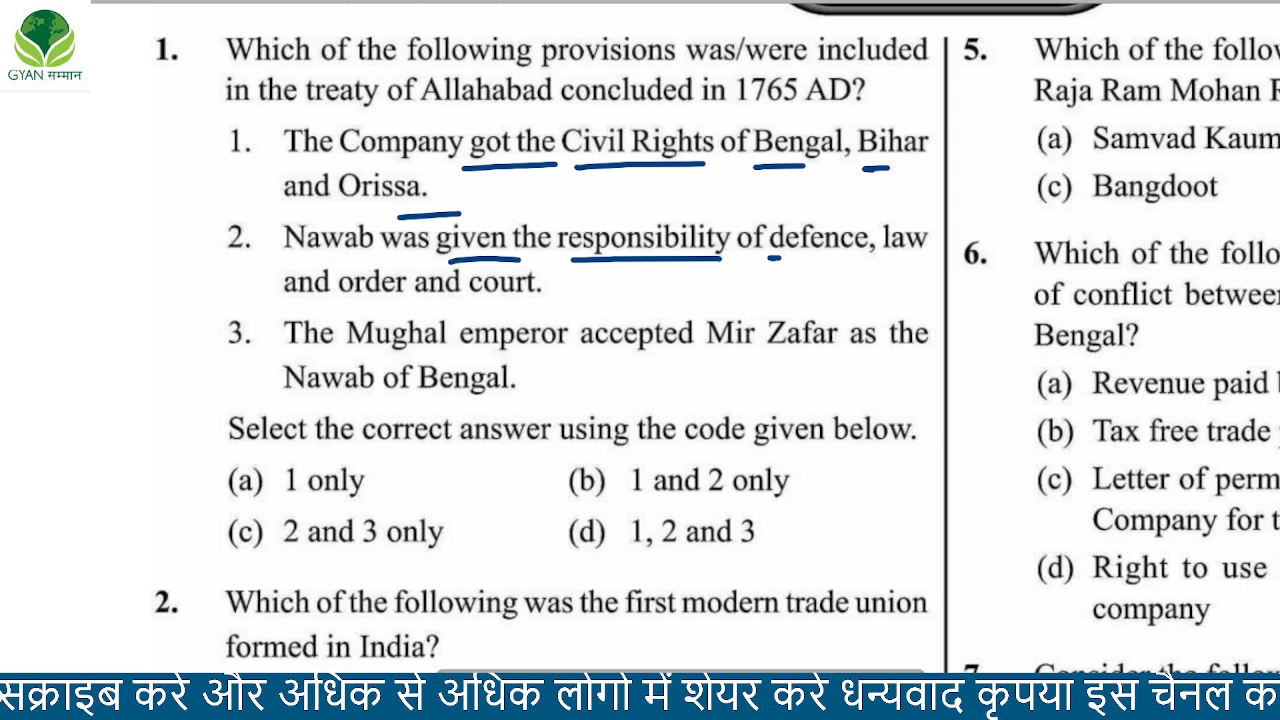 GYAN सम्मान
1. Which of the following provisions was/were included
in the treaty of Allahabad concluded in 1765 AD?
1. The Company got the Civil Rights of Bengal, Bihar
and Orissa.
2. Nawab was given the responsibility of defence, law
and order and court.
3. The Mughal emperor accepted Mir Zafar as the
Nawab of Bengal.
Select the correct answer using the code given below.
(a) 1 only (b) 1 and 2 only
(c) 2 and 3 only (d) 1, 2 and 3
2. Which of the following was the first modern trade union
formed in India?
5. Which of the
Raja Ram Mohan
(a) Samvad
(c) Bangdoot
6. Which of the
of conflict
Bengal?
(a) Revenue paid
(b) Tax free trade
(c) Letter of
Company for
(d) Right to use
company
7.
करे और अधिक से अधिक लोगो में शेयर करे धन्यवाद कृपया इस चैनल